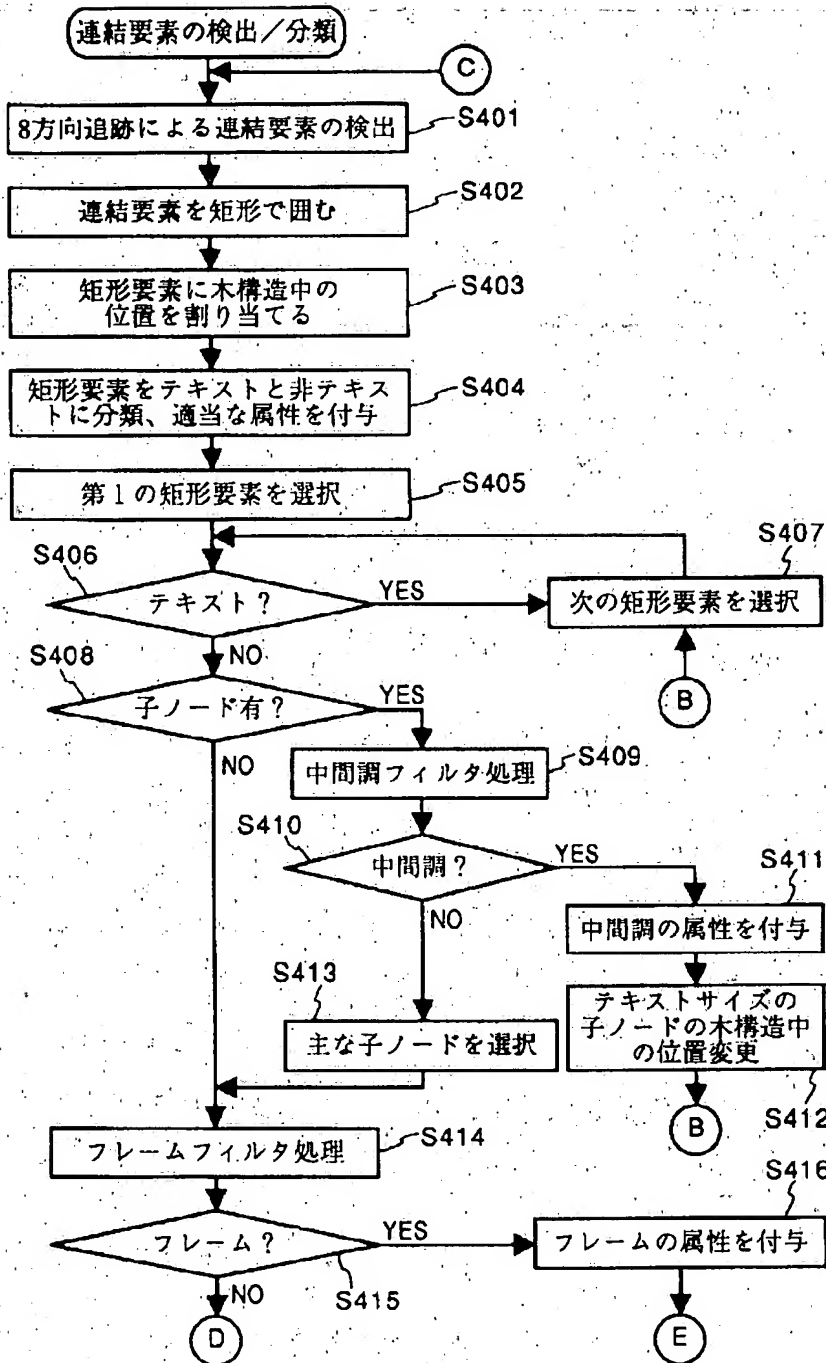 連結要素の検出／分類
C
8方向追跡による連結要素の検出
S401
連結要素を矩形で囲む
S402
矩形要素に木構造中の
位置を割り当てる
S403
矩形要素をテキストと非テキス
トに分類、適当な属性を付与
S404
第1の矩形要素を選択
S405
S406
テキスト？
YES
S407
次の矩形要素を選択
NO
B
S408
子ノード有？
YES
NO
中間調フィルタ処理
S409
S410
中間調？
YES
NO
S411
中間調の属性を付与
S413
主な子ノードを選択
テキストサイズの
子ノードの木構造中
の位置変更
S412
B
フレームフィルタ処理
S414
フレーム？
YES
S416
フレームの属性を付与
S415
NO
D
E